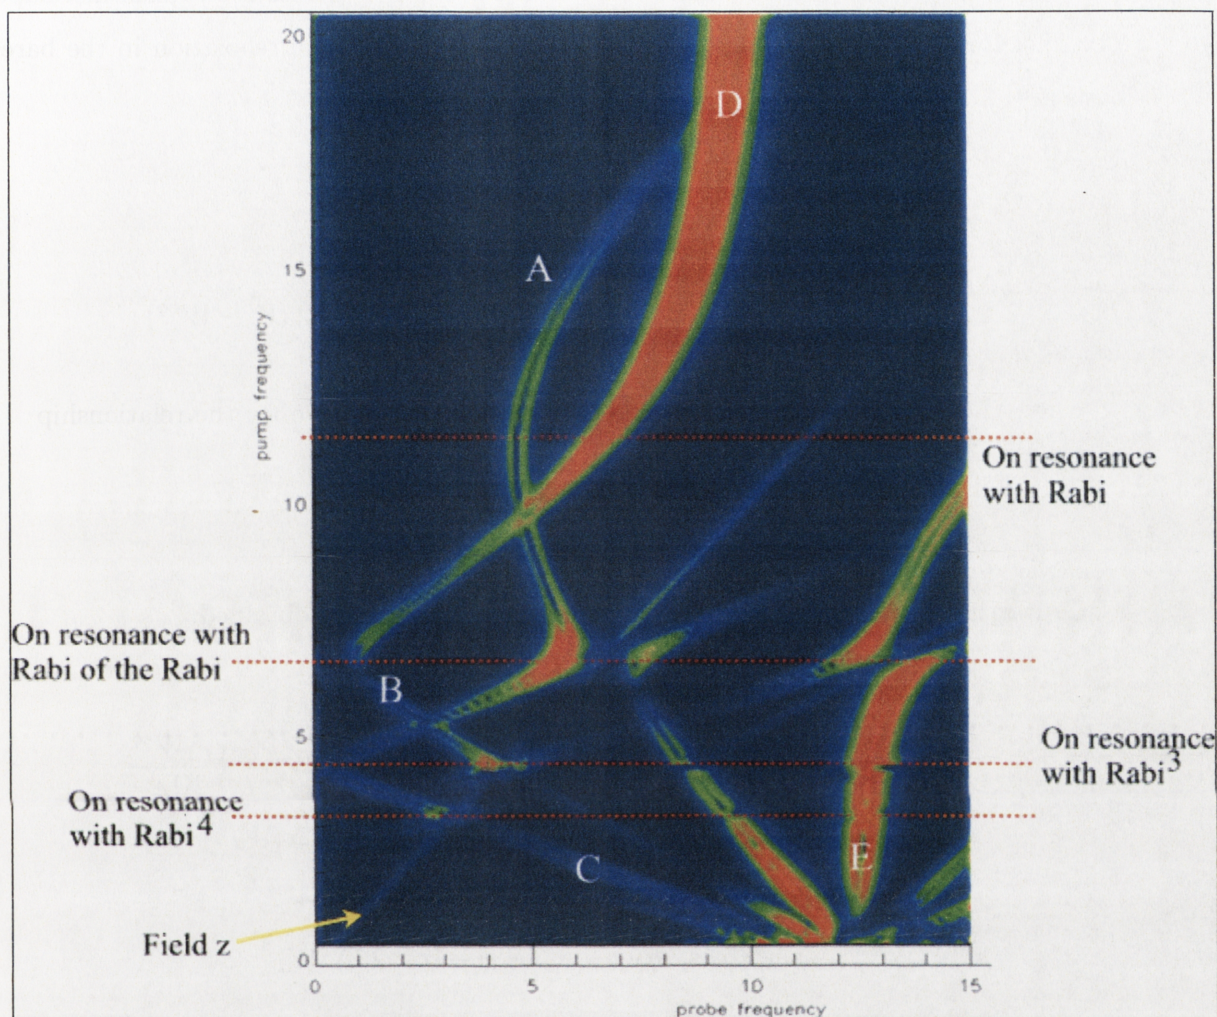 20
D
A
15
pump frequency
On resonance
with Rabi
10
On resonance with
Rabi of the Rabi
B
5
On resonance
with Rabi3
On resonance
with Rabi4
C
E
Field z
0
0 5 10 15
probe frequency